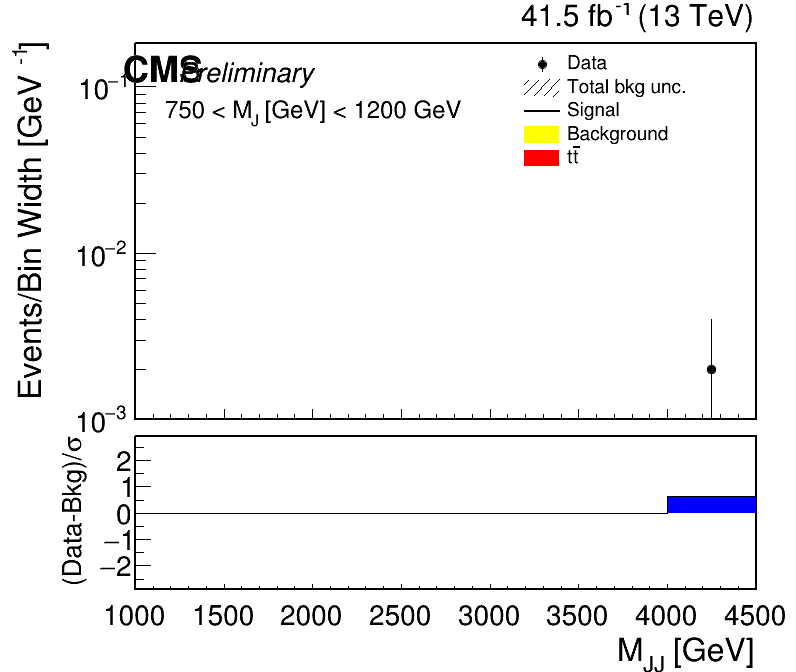 41.5 fb⁻¹ (13 TeV)
CMS Preliminary
750 < M_J [GeV] < 1200 GeV
Data
Total bkg unc.
Signal
Background
tt̄
Events/Bin Width [GeV⁻¹]
10⁻¹
10⁻²
10⁻³
(Data-Bkg)/σ
2
1
0
−1
−2
1000 1500 2000 2500 3000 3500 4000 4500
M_JJ [GeV]